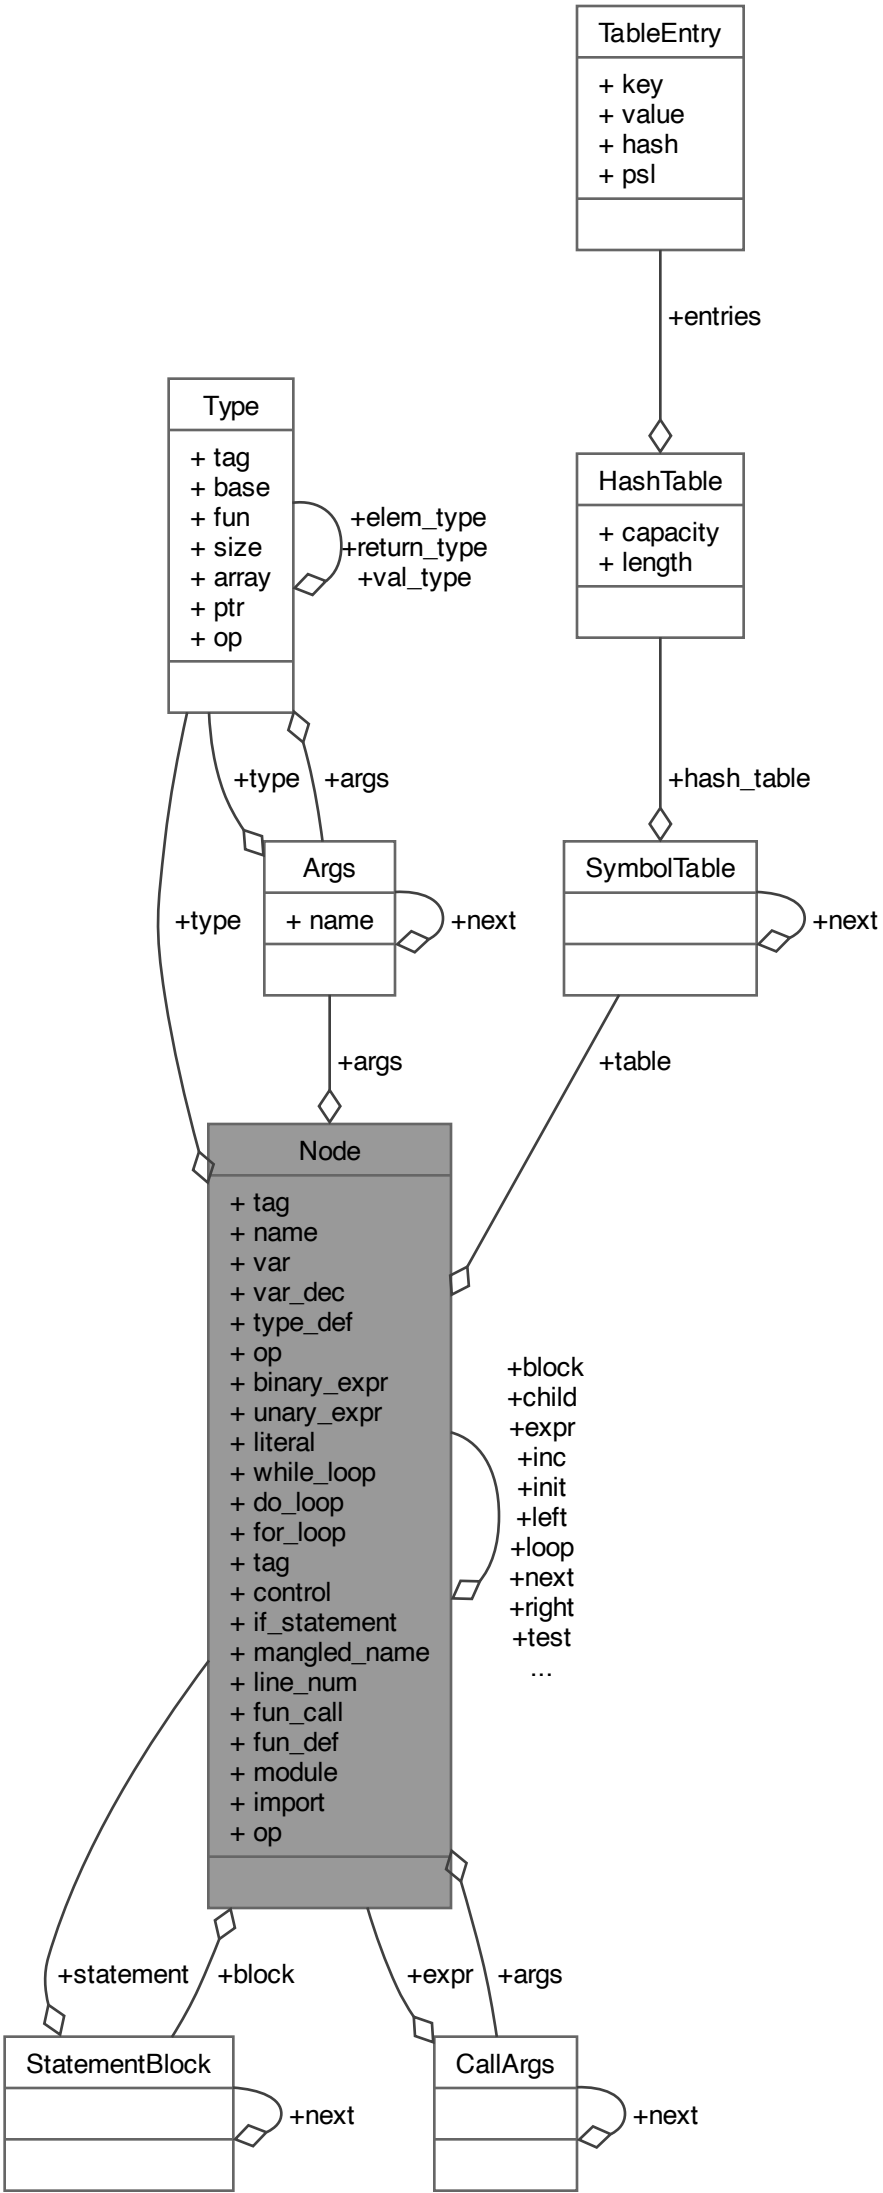 TableEntry
+ key
+ value
+ hash
+ psl
+entries
Type
+ tag
+ base
+ fun
+ size
+ array
+ ptr
+ op
+elem_type
+return_type
+val_type
HashTable
+ capacity
+ length
+type
+args
+hash_table
Args
+ name
+next
+type
SymbolTable
+next
+args
+table
Node
+ tag
+ name
+ var
+ var_dec
+ type_def
+ op
+ binary_expr
+ unary_expr
+ literal
+ while_loop
+ do_loop
+ for_loop
+ tag
+ control
+ if_statement
+ mangled_name
+ line_num
+ fun_call
+ fun_def
+ module
+ import
+ op
+block
+child
+expr
+inc
+init
+left
+loop
+next
+right
+test
...
+statement
+block
+expr
+args
StatementBlock
+next
CallArgs
+next